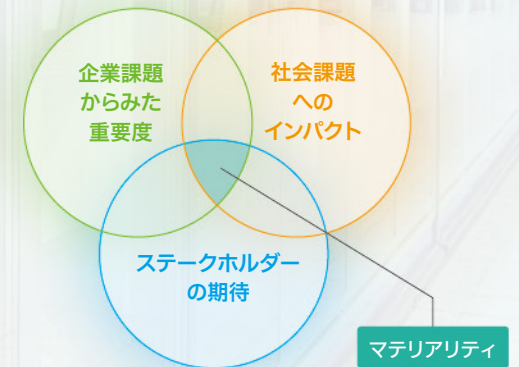 企業課題
からみた
重要度
社会課題
への
インパクト
ステークホルダー
の期待
マテリアリティ